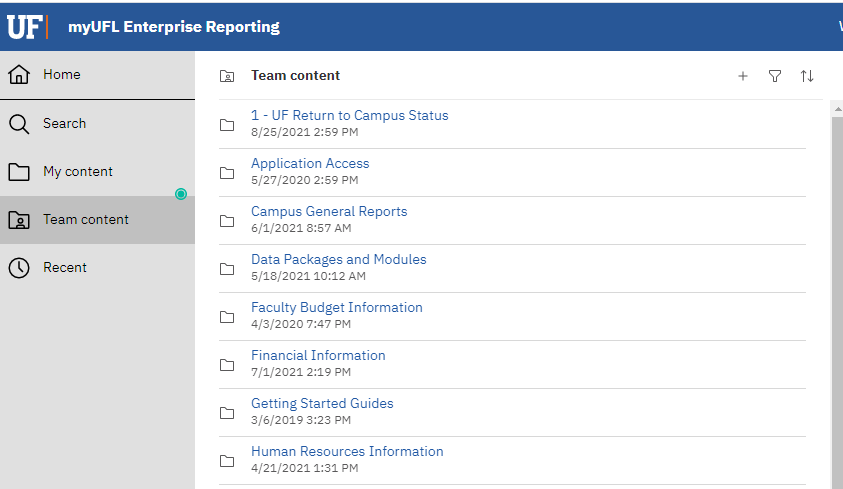 UF
myUFL Enterprise Reporting
Home
Search
My content
Team content
Recent
Team content
1 - UF Return to Campus Status
8/25/2021 2:59 PM
Application Access
5/27/2020 2:59 PM
Campus General Reports
6/1/2021 8:57 AM
Data Packages and Modules
5/18/2021 10:12 AM
Faculty Budget Information
4/3/2020 7:47 PM
Financial Information
7/1/2021 2:19 PM
Getting Started Guides
3/6/2019 3:23 PM
Human Resources Information
4/21/2021 1:31 PM